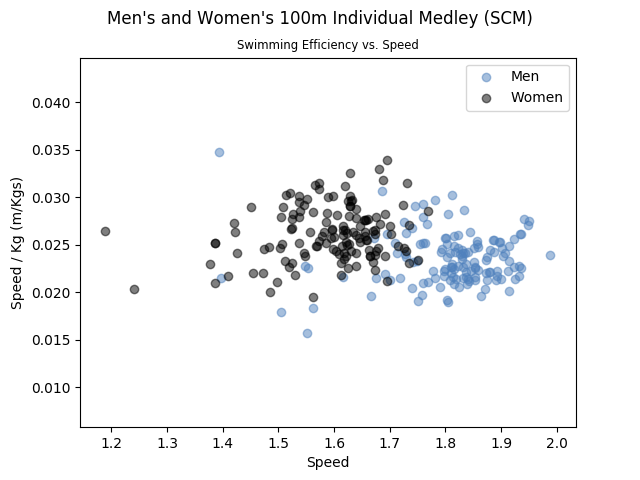 Men's and Women's 100m Individual Medley (SCM)
Swimming Efficiency vs. Speed
Men
Women
0.040
0.035
0.030
0.025
0.020
0.015
0.010
Speed / Kg (m/Kgs)
1.2 1.3 1.4 1.5 1.6 1.7 1.8 1.9 2.0
Speed